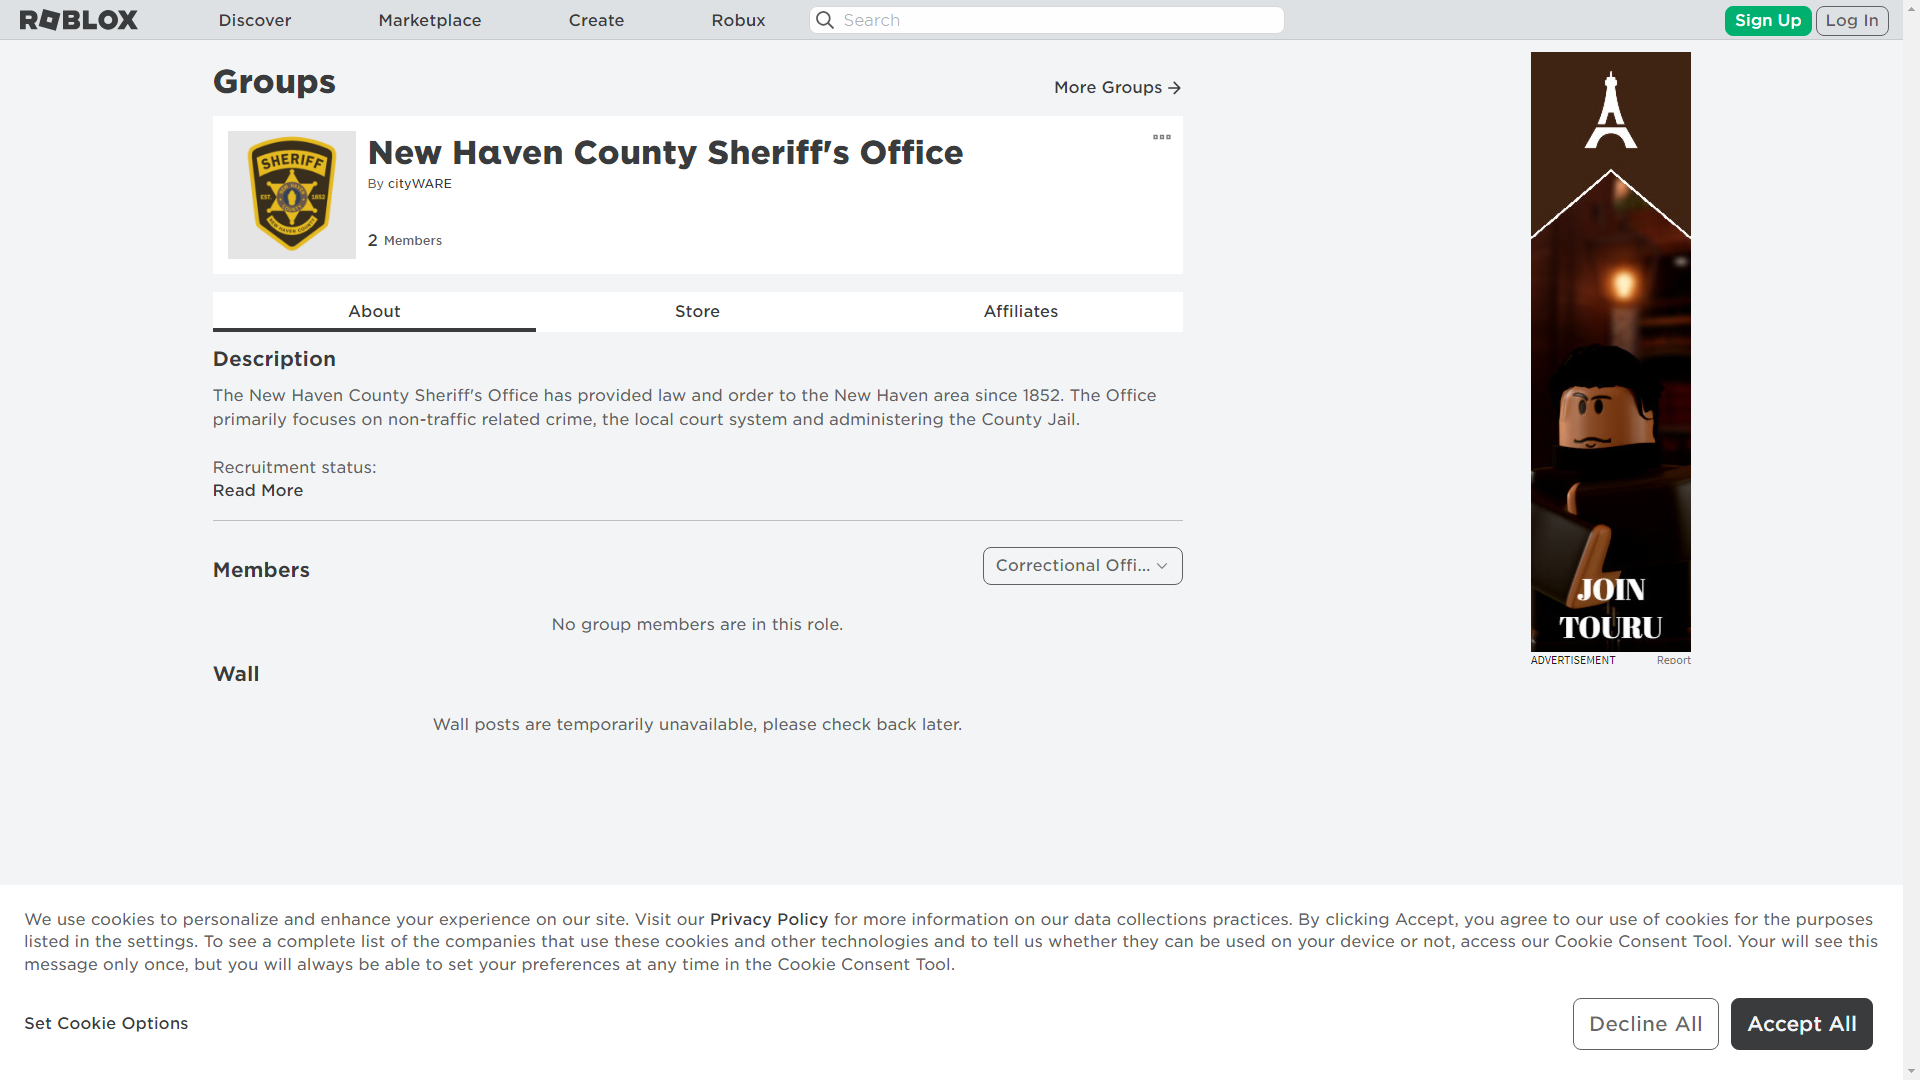 ROBLOX
Discover
Marketplace
Create
Robux
Search
Sign Up
Log In
Groups
More Groups
SHERIFF
EST.
1852
NEW HAVEN COUNTY
New Haven County Sheriff's Office
By cityWARE
2 Members
About
Store
Affiliates
Description
The New Haven County Sheriff's Office has provided law and order to the New Haven area since 1852. The Office
primarily focuses on non-traffic related crime, the local court system and administering the County Jail.
Recruitment status:
Read More
Members
Correctional Offi...
No group members are in this role.
Wall
Wall posts are temporarily unavailable, please check back later.
JOIN
TOURU
ADVERTISEMENT
Report
We use cookies to personalize and enhance your experience on our site. Visit our Privacy Policy for more information on our data collections practices. By clicking Accept, you agree to our use of cookies for the purposes
listed in the settings. To see a complete list of the companies that use these cookies and other technologies and to tell us whether they can be used on your device or not, access our Cookie Consent Tool. Your will see this
message only once, but you will always be able to set your preferences at any time in the Cookie Consent Tool.
Set Cookie Options
Decline All
Accept All